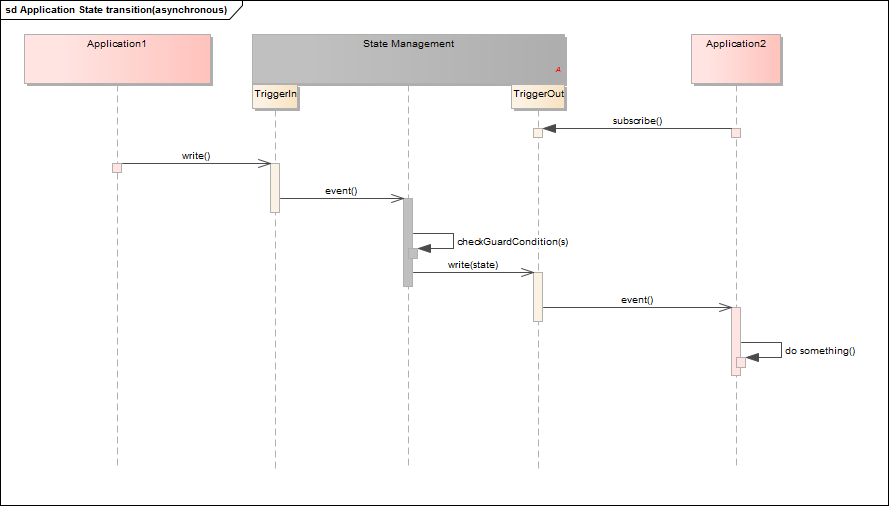 sd Application State transition(asynchronous)
Application1
State Management
Application2
A
TriggerIn
TriggerOut
subscribe()
write()
event()
checkGuardCondition(s)
write(state)
event()
do something()